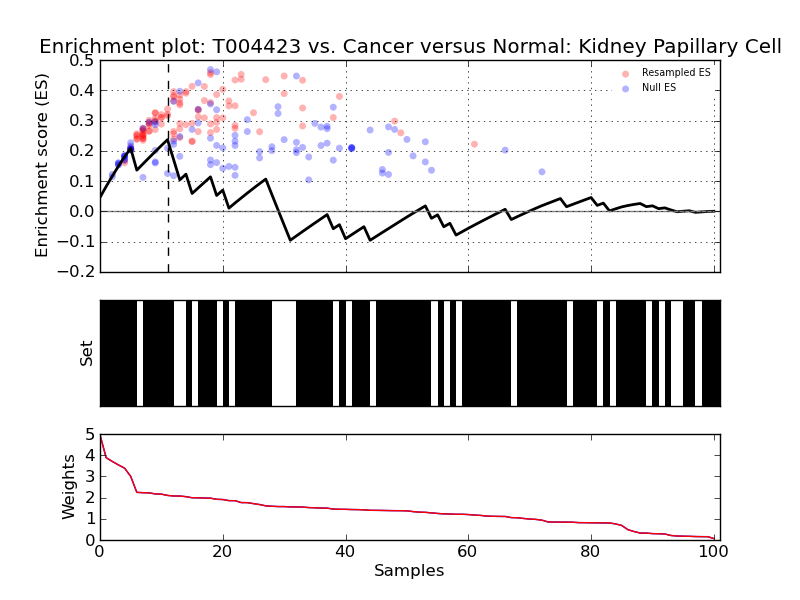 Enrichment plot: T004423 vs. Cancer versus Normal: Kidney Papillary Cell
Enrichment score (ES)
0.5
0.4
0.3
0.2
0.1
0.0
−0.1
−0.2
Resampled ES
Null ES
Set
Weights
5
4
3
2
1
0
0 20 40 60 80 100
Samples